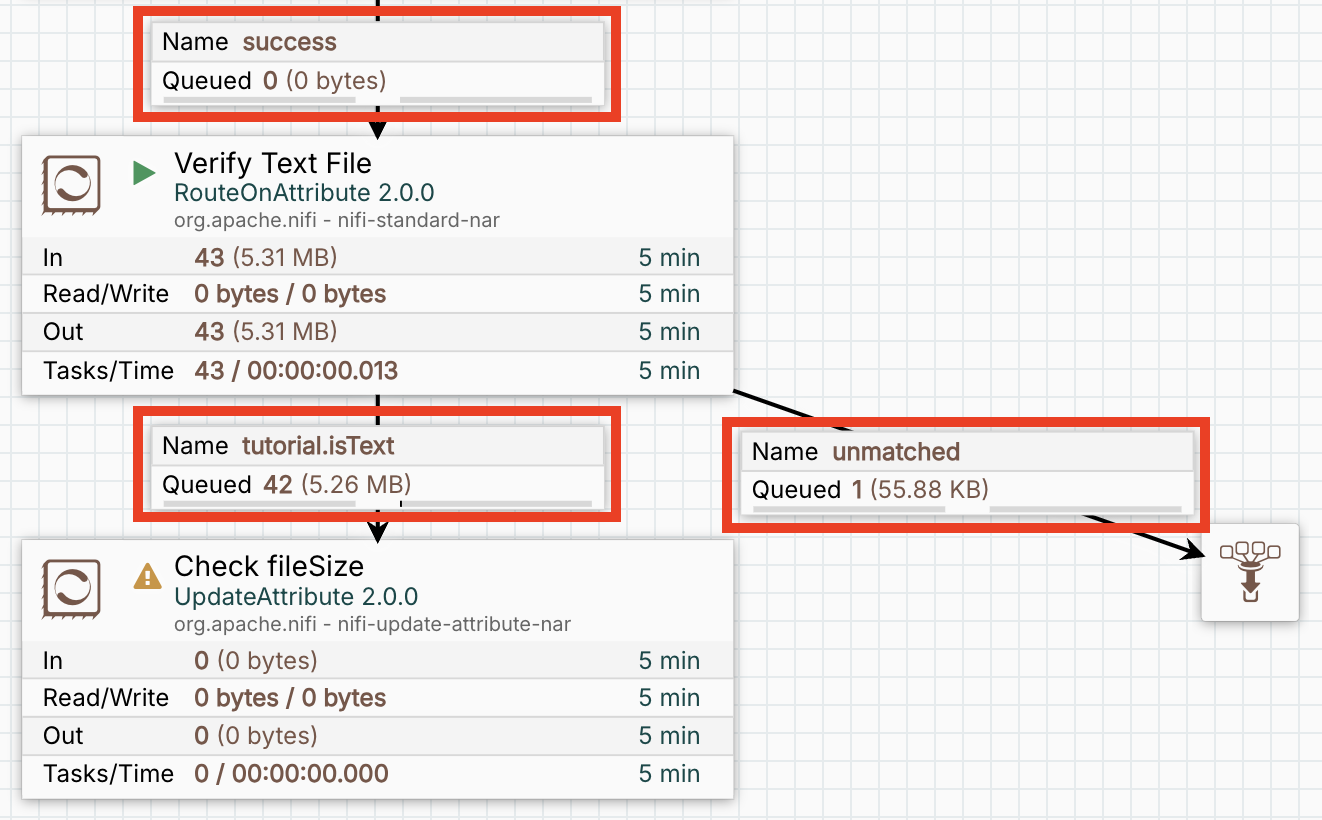 Name success
Queued 0 (0 bytes)
Verify Text File
RouteOnAttribute 2.0.0
org.apache.nifi - nifi-standard-nar
In 43 (5.31 MB) 5 min
Read/Write 0 bytes / 0 bytes 5 min
Out 43 (5.31 MB) 5 min
Tasks/Time 43 / 00:00:00.013 5 min
Name tutorial.isText
Queued 42 (5.26 MB)
Name unmatched
Queued 1 (55.88 KB)
Check fileSize
UpdateAttribute 2.0.0
org.apache.nifi - nifi-update-attribute-nar
In 0 (0 bytes) 5 min
Read/Write 0 bytes / 0 bytes 5 min
Out 0 (0 bytes) 5 min
Tasks/Time 0 / 00:00:00.000 5 min